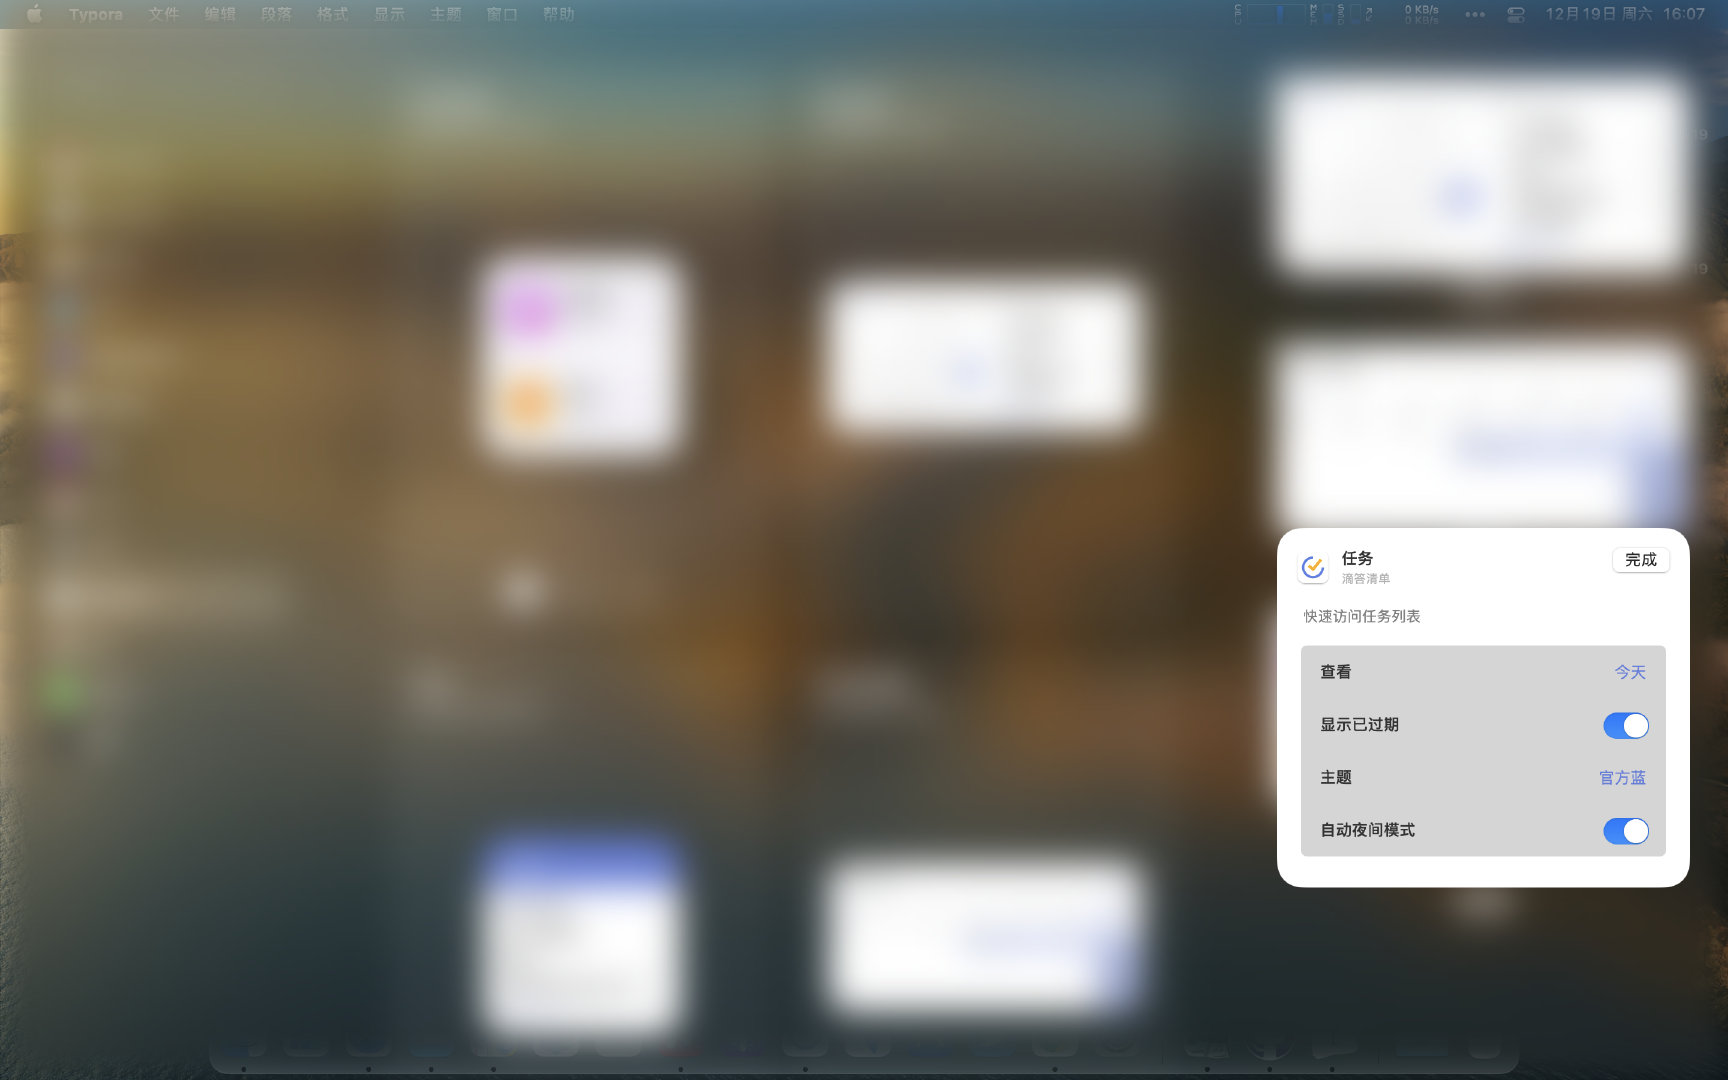 Typora 文件 编辑 段落 格式 显示 主题 窗口 帮助 0 KB/s 0 KB/s 12月19日 周六 16:07
任务 完成
滴答清单
快速访问任务列表
查看 今天
显示已过期
主题 官方蓝
自动夜间模式